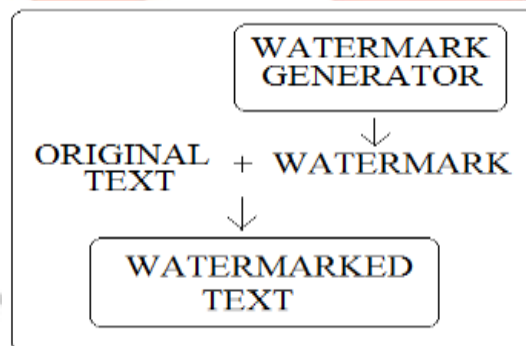 WATERMARK
GENERATOR
ORIGINAL
TEXT
+ WATERMARK
WATERMARKED
TEXT